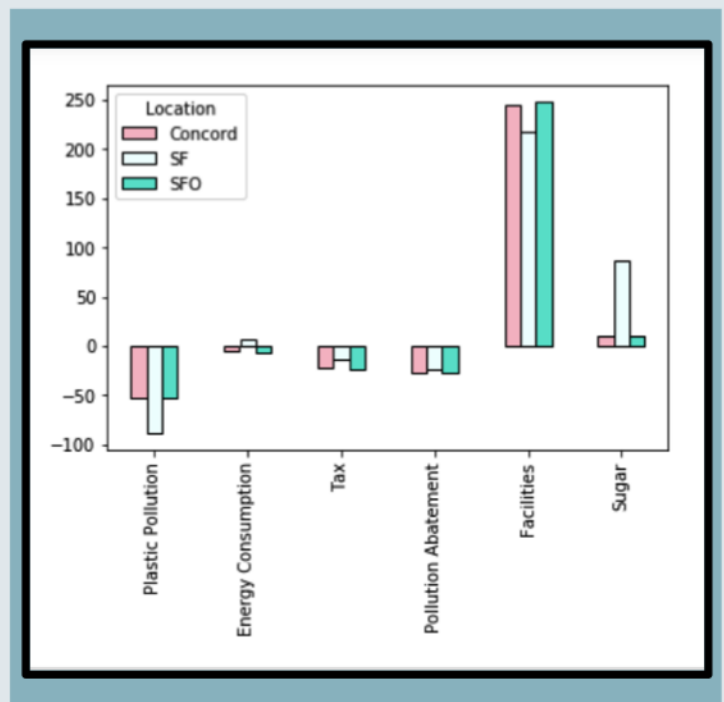 250
200
150
100
50
0
−50
−100
Location
Concord
SF
SFO
Plastic Pollution
Energy Consumption
Tax
Pollution Abatement
Facilities
Sugar